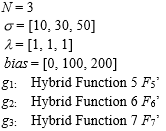 N = 3
σ = [10, 30, 50]
λ = [1, 1, 1]
bias = [0, 100, 200]
g₁: Hybrid Function 5 F₅’
g₂: Hybrid Function 6 F₆’
g₃: Hybrid Function 7 F₇’